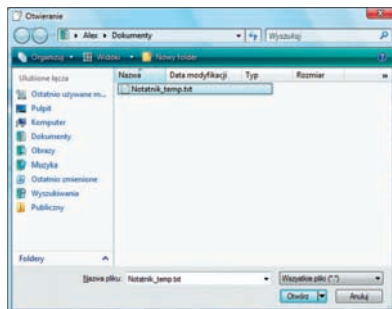 Otwieranie
Alex ▸ Dokumenty
Wyszukaj
Organizuj Widoki Nowy folder
Ulubione łącza
Nazwa Data modyfikacji Typ Rozmiar »
Notatnik_temp.txt
Ostatnio używane m...
Pulpit
Komputer
Dokumenty
Obrazy
Muzyka
Ostatnio zmienione
Wyszukiwania
Publiczny
Foldery
Nazwa pliku: Notatnik_temp.txt
Wszystkie pliki (*.*)
Otwórz Anuluj